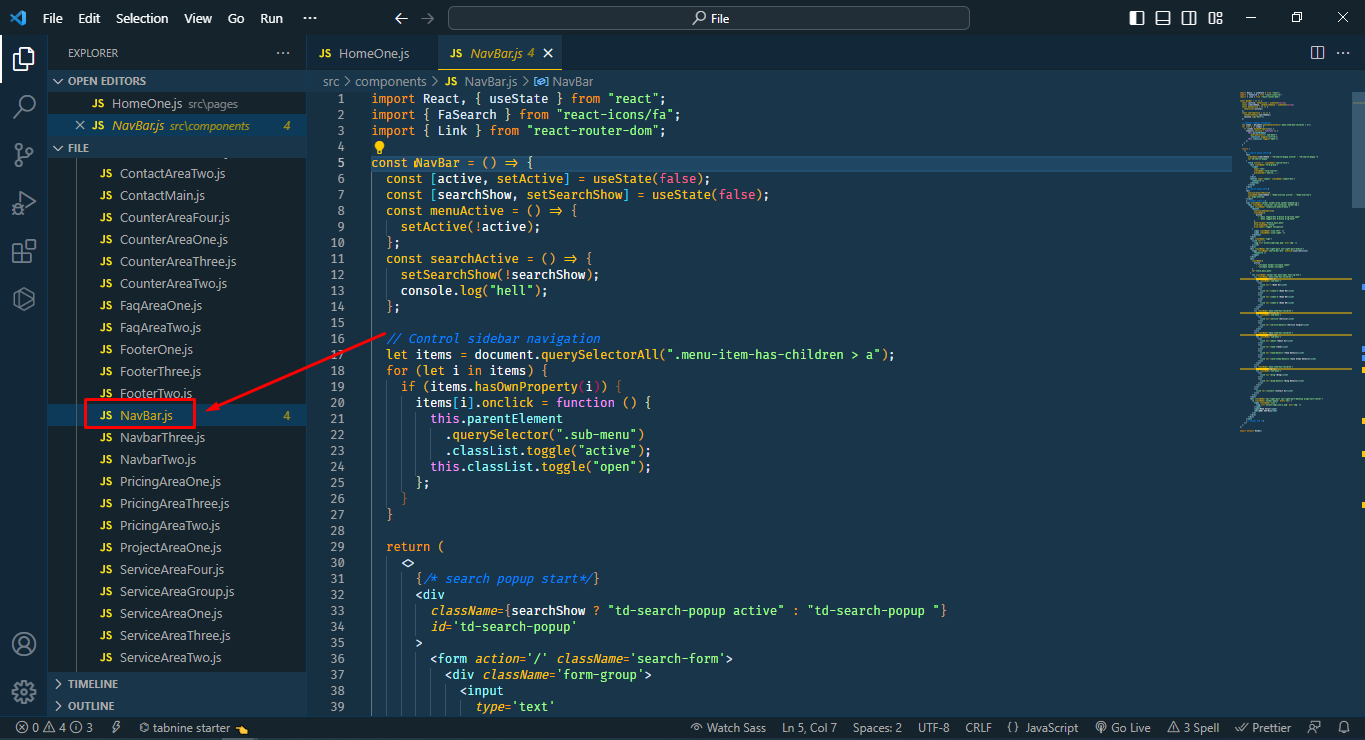 File Edit Selection View Go Run ··· File
EXPLORER ···
OPEN EDITORS
JS HomeOne.js src\pages
JS NavBar.js src\components 4
FILE
JS ContactAreaTwo.js
JS ContactMain.js
JS CounterAreaFour.js
JS CounterAreaOne.js
JS CounterAreaThree.js
JS CounterAreaTwo.js
JS FaqAreaOne.js
JS FaqAreaTwo.js
JS FooterOne.js
JS FooterThree.js
JS FooterTwo.js
JS NavBar.js 4
JS NavbarThree.js
JS NavbarTwo.js
JS PricingAreaOne.js
JS PricingAreaThree.js
JS PricingAreaTwo.js
JS ProjectAreaOne.js
JS ServiceAreaFour.js
JS ServiceAreaGroup.js
JS ServiceAreaOne.js
JS ServiceAreaThree.js
JS ServiceAreaTwo.js
TIMELINE
OUTLINE
JS HomeOne.js JS NavBar.js 4
src > components > JS NavBar.js > NavBar
1 import React, { useState } from "react";
2 import { FaSearch } from "react-icons/fa";
3 import { Link } from "react-router-dom";
4
5 const NavBar = () => {
6 const [active, setActive] = useState(false);
7 const [searchShow, setSearchShow] = useState(false);
8 const menuActive = () => {
9 setActive(!active);
10 };
11 const searchActive = () => {
12 setSearchShow(!searchShow);
13 console.log("hell");
14 };
15
16 // Control sidebar navigation
17 let items = document.querySelectorAll(".menu-item-has-children > a");
18 for (let i in items) {
19 if (items.hasOwnProperty(i)) {
20 items[i].onclick = function () {
21 this.parentElement
22 .querySelector(".sub-menu")
23 .classList.toggle("active");
24 this.classList.toggle("open");
25 };
26 }
27 }
28
29 return (
30 <>
31 {/* search popup start*/}
32 <div
33 className={searchShow ? "td-search-popup active" : "td-search-popup "}
34 id='td-search-popup'
35 >
36 <form action='/' className='search-form'>
37 <div className='form-group'>
38 <input
39 type='text'
0 4 3 tabnine starter Watch Sass Ln 5, Col 7 Spaces: 2 UTF-8 CRLF {} JavaScript Go Live 3 Spell Prettier